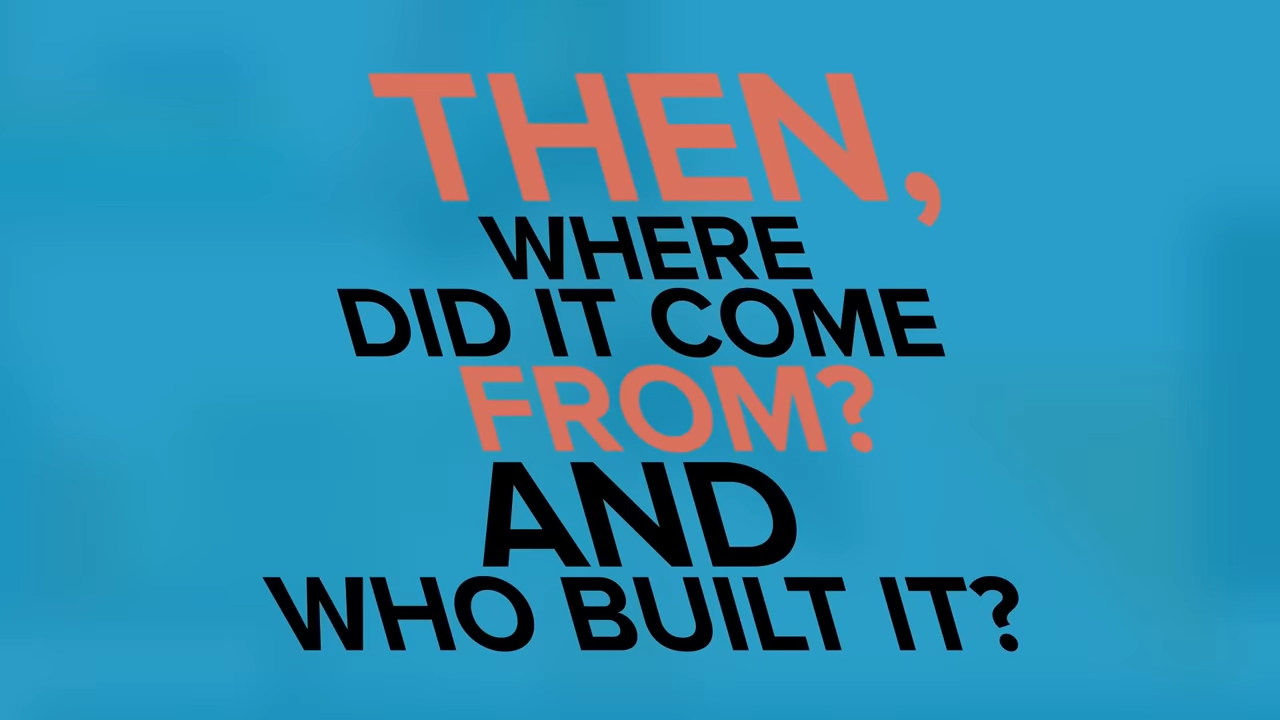 THEN,
WHERE
DID IT COME
FROM?
AND
WHO BUILT IT?